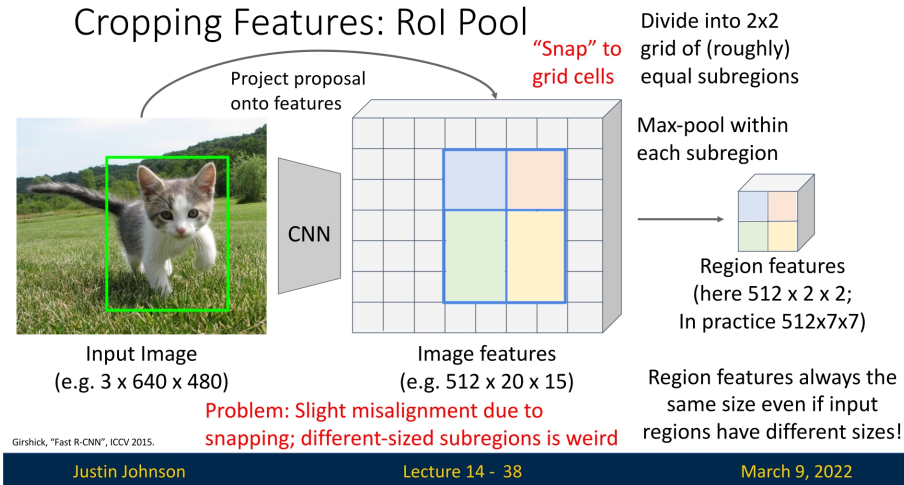 Cropping Features: RoI Pool
"Snap" to
grid cells
Divide into 2x2
grid of (roughly)
equal subregions
Project proposal
onto features
Max-pool within
each subregion
CNN
Region features
(here 512 x 2 x 2;
In practice 512x7x7)
Input Image
(e.g. 3 x 640 x 480)
Image features
(e.g. 512 x 20 x 15)
Region features always the
same size even if input
regions have different sizes!
Problem: Slight misalignment due to
snapping; different-sized subregions is weird
Girshick, "Fast R-CNN", ICCV 2015.
Justin Johnson
Lecture 14 - 38
March 9, 2022